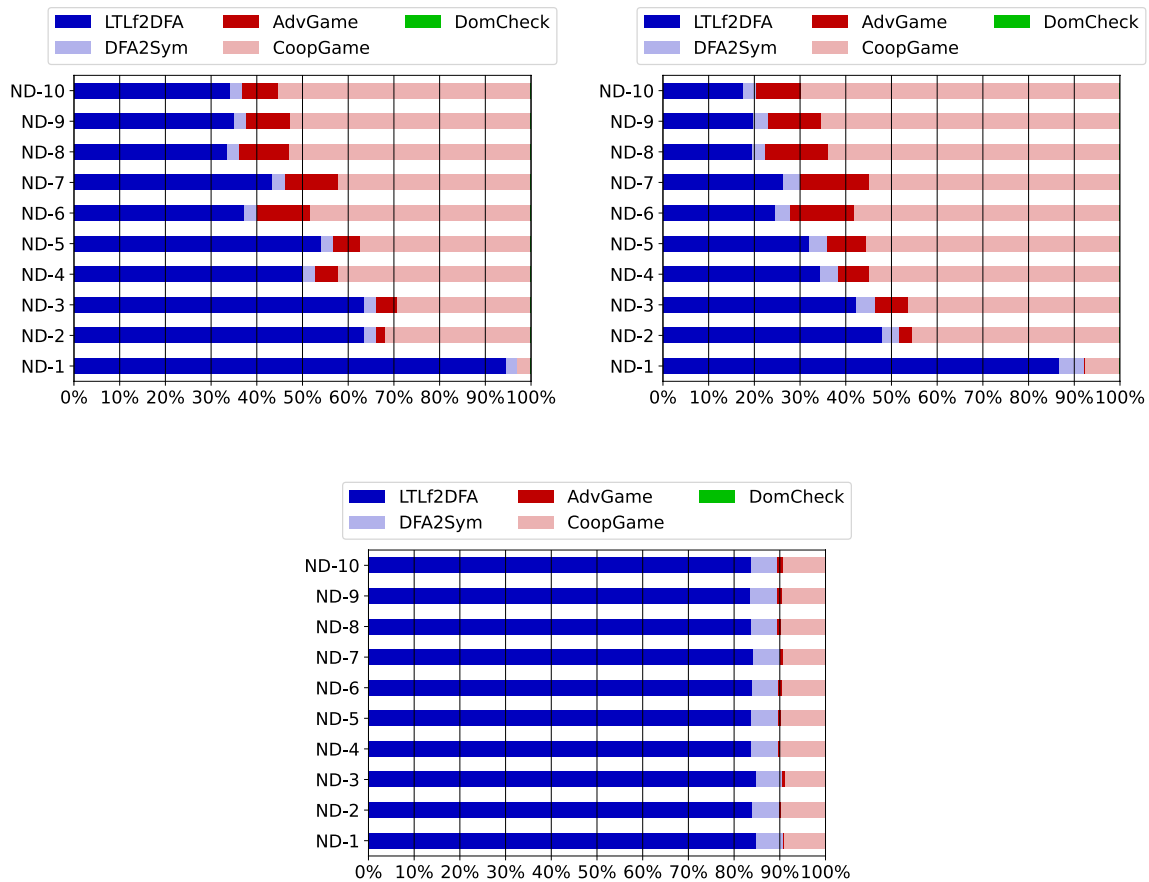 LTLf2DFA AdvGame DomCheck
DFA2Sym CoopGame
ND-10
ND-9
ND-8
ND-7
ND-6
ND-5
ND-4
ND-3
ND-2
ND-1
0% 10% 20% 30% 40% 50% 60% 70% 80% 90% 100%
LTLf2DFA AdvGame DomCheck
DFA2Sym CoopGame
ND-10
ND-9
ND-8
ND-7
ND-6
ND-5
ND-4
ND-3
ND-2
ND-1
0% 10% 20% 30% 40% 50% 60% 70% 80% 90% 100%
LTLf2DFA AdvGame DomCheck
DFA2Sym CoopGame
ND-10
ND-9
ND-8
ND-7
ND-6
ND-5
ND-4
ND-3
ND-2
ND-1
0% 10% 20% 30% 40% 50% 60% 70% 80% 90% 100%